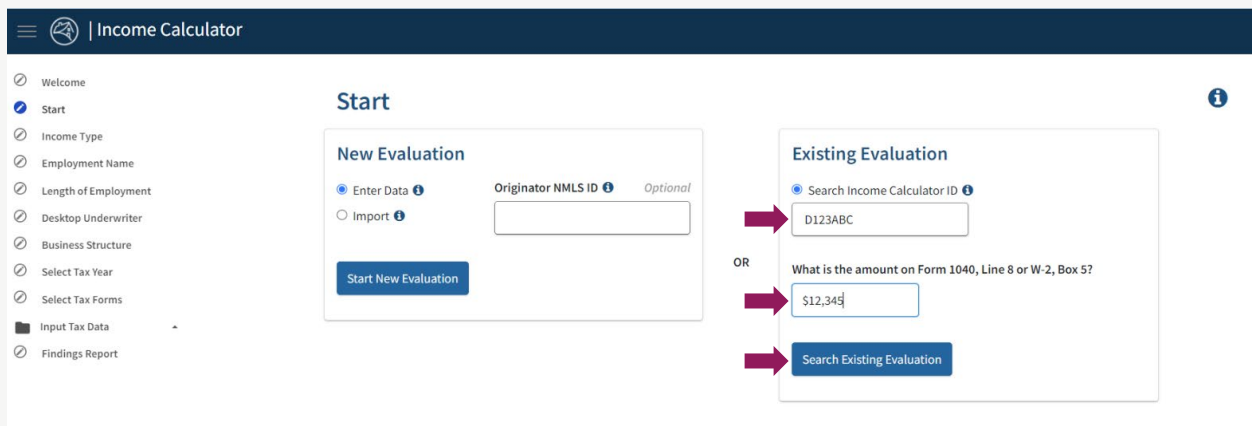 | Income Calculator
Welcome
Start
Income Type
Employment Name
Length of Employment
Desktop Underwriter
Business Structure
Select Tax Year
Select Tax Forms
Input Tax Data
Findings Report
Start
New Evaluation
Enter Data
Import
Originator NMLS ID Optional
Start New Evaluation
OR
Existing Evaluation
Search Income Calculator ID
D123ABC
What is the amount on Form 1040, Line 8 or W-2, Box 5?
$12,345
Search Existing Evaluation